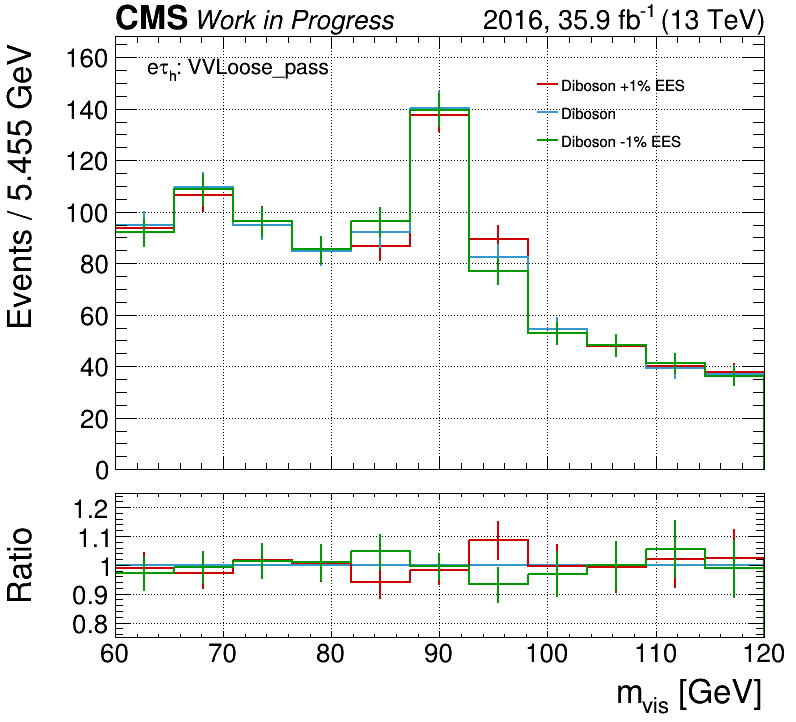 CMS Work in Progress 2016, 35.9 fb⁻¹ (13 TeV)
eτₕ: VVLoose_pass
Diboson +1% EES
Diboson
Diboson -1% EES
Events / 5.455 GeV
160
140
120
100
80
60
40
20
0
Ratio
1.2
1.1
1
0.9
0.8
60 70 80 90 100 110 120
m_vis [GeV]